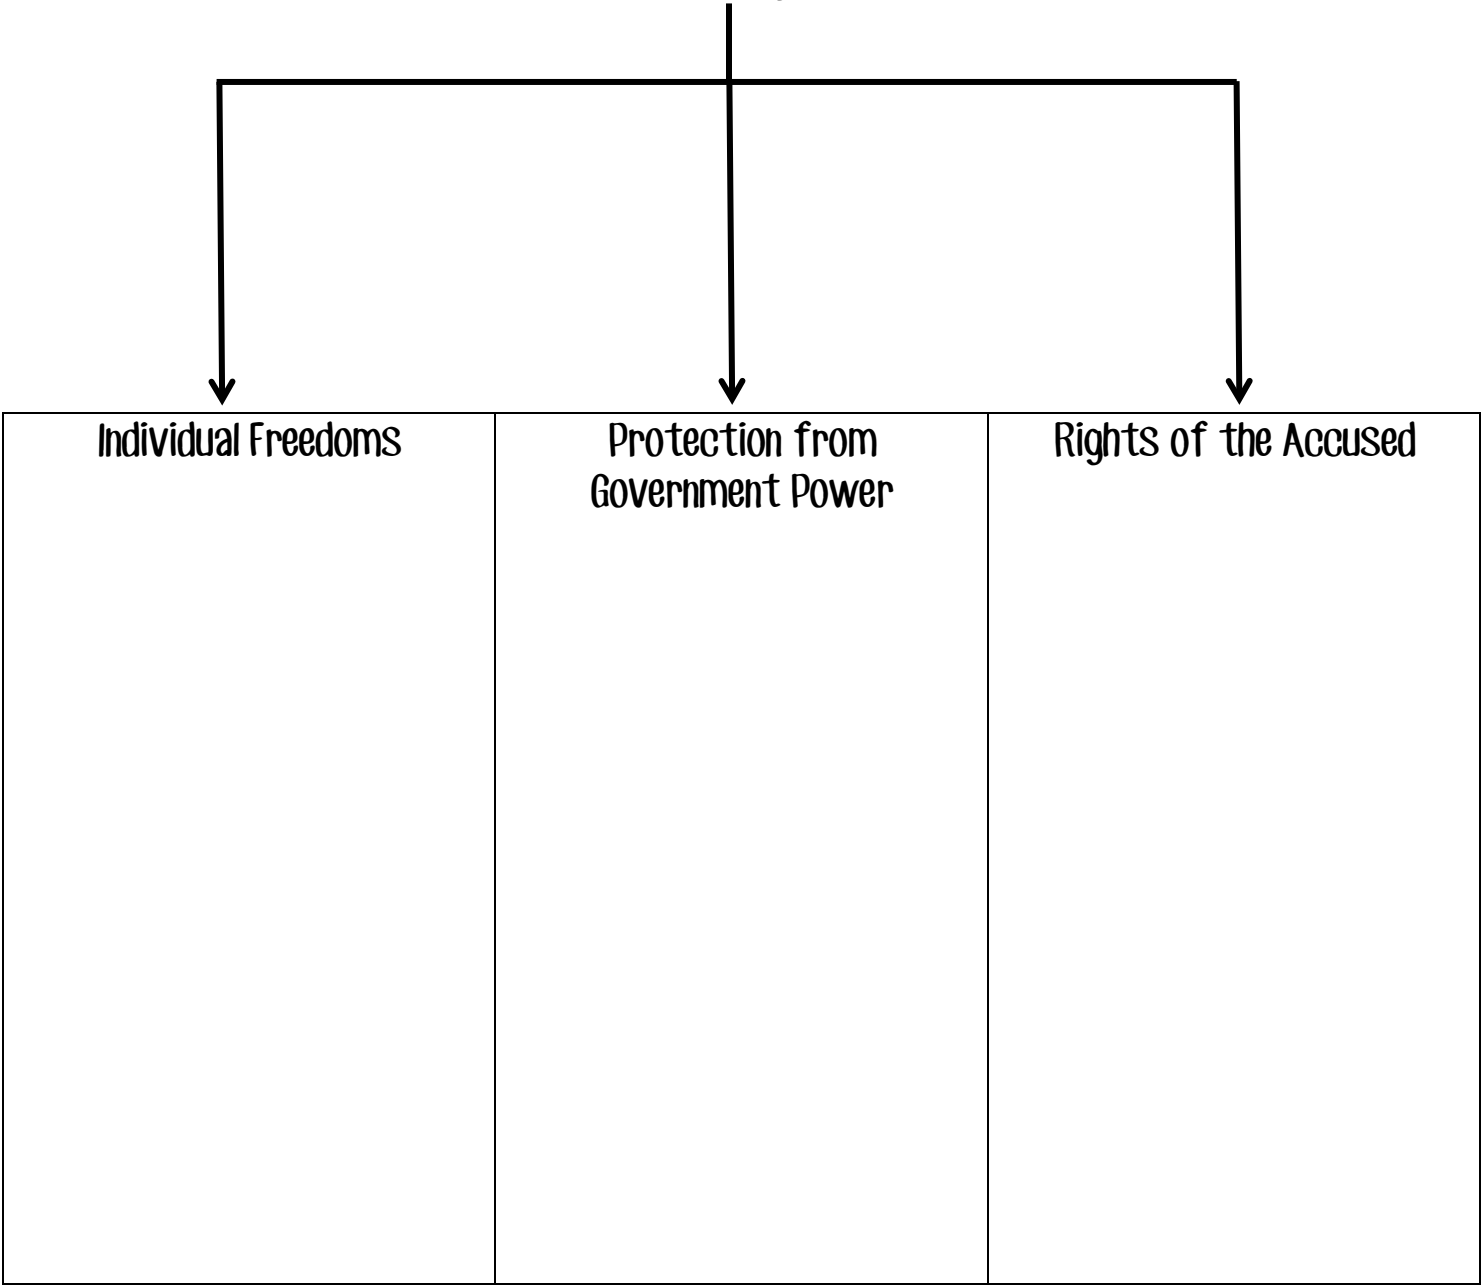 Individual Freedoms
Protection from
Government Power
Rights of the Accused